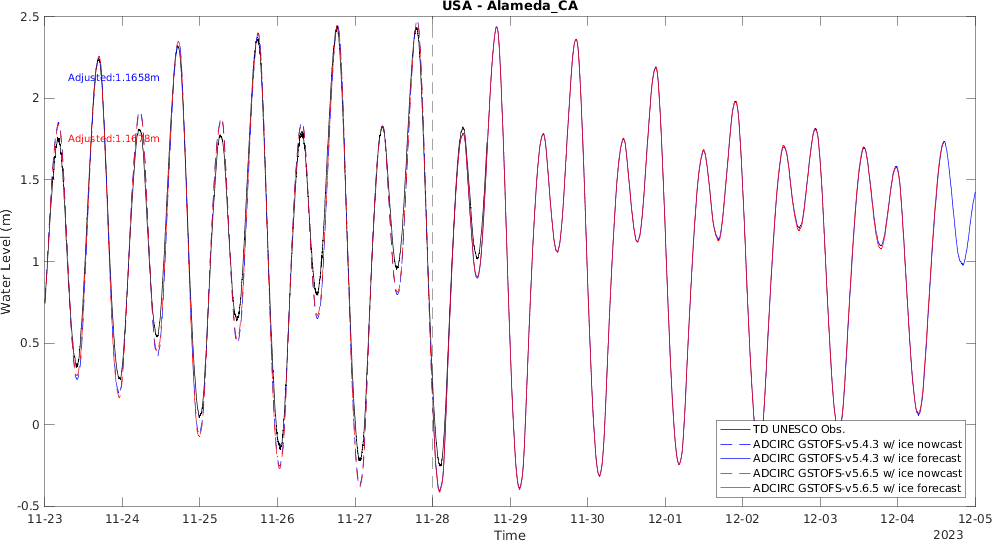 USA - Alameda_CA
2.5
2
1.5
1
0.5
0
-0.5
Water Level (m)
Adjusted:1.1658m
Adjusted:1.1678m
TD UNESCO Obs.
ADCIRC GSTOFS-v5.4.3 w/ ice nowcast
ADCIRC GSTOFS-v5.4.3 w/ ice forecast
ADCIRC GSTOFS-v5.6.5 w/ ice nowcast
ADCIRC GSTOFS-v5.6.5 w/ ice forecast
11-23 11-24 11-25 11-26 11-27 11-28 11-29 11-30 12-01 12-02 12-03 12-04 12-05
Time
2023